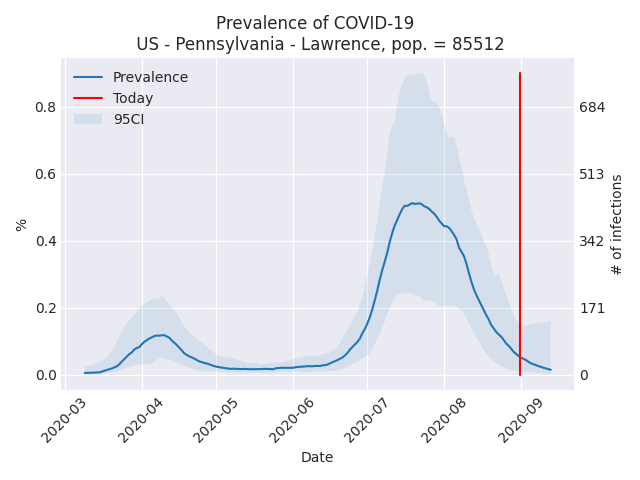 Prevalence of COVID-19
US - Pennsylvania - Lawrence, pop. = 85512
Prevalence
Today
95CI
0.8
0.6
0.4
0.2
0.0
%
684
513
342
171
0
# of infections
2020-03
2020-04
2020-05
2020-06
2020-07
2020-08
2020-09
Date